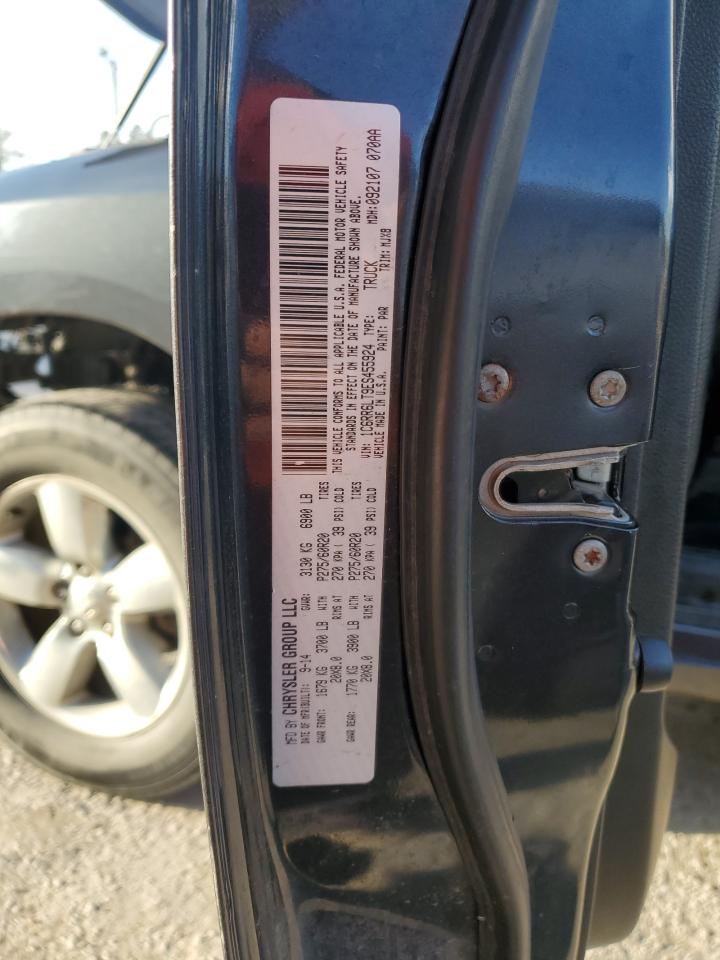 MFD BY CHRYSLER GROUP LLC
DATE OF MFR(BUILT): 9-14 GVWR: 3130 KG 6900 LB
GAWR FRONT: 1679 KG 3700 LB WITH P275/60R20 TIRES
20X8.0 RIMS AT 270 KPA ( 39 PSI) COLD
GAWR REAR: 1770 KG 3900 LB WITH P275/60R20 TIRES
20X8.0 RIMS AT 270 KPA ( 39 PSI) COLD
THIS VEHICLE CONFORMS TO ALL APPLICABLE U.S.A. FEDERAL MOTOR VEHICLE SAFETY
STANDARDS IN EFFECT ON THE DATE OF MANUFACTURE SHOWN ABOVE.
VIN: 1C6RR6LT9ES455924 TYPE: TRUCK MDH:092107 070AA
VEHICLE MADE IN U.S.A. PAINT: PAR TRIM: MJX8